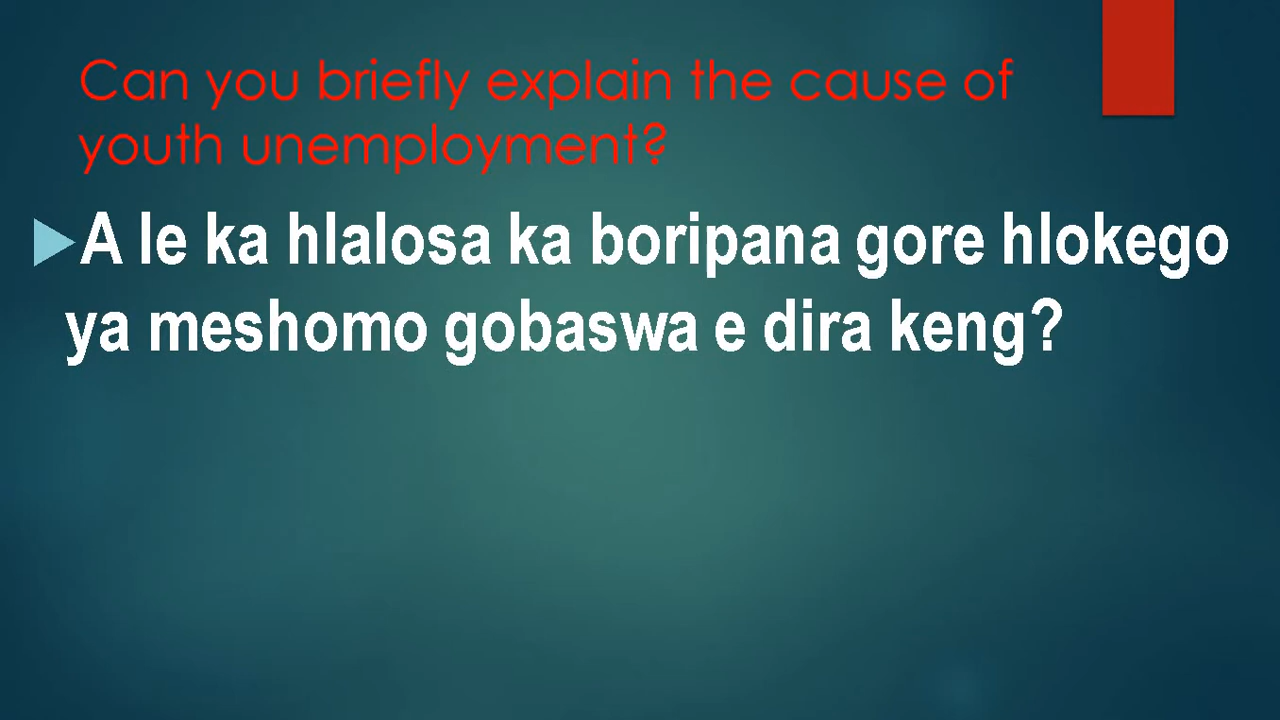 Can you briefly explain the cause of
youth unemployment?
A le ka hlalosa ka boripana gore hlokego
ya meshomo gobaswa e dira keng?